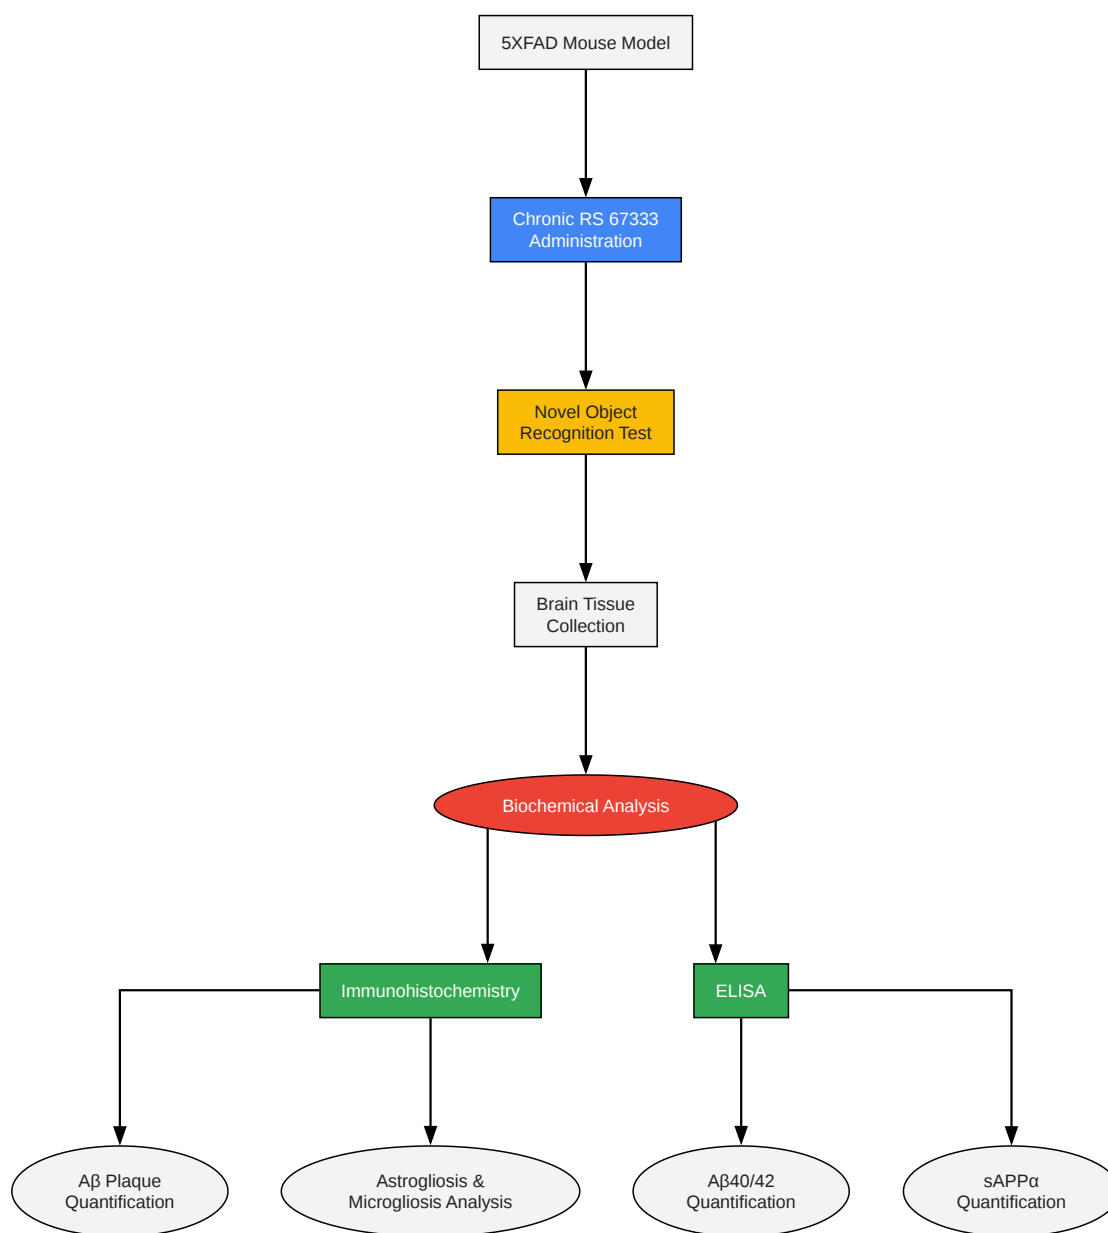 5XFAD Mouse Model
Chronic RS 67333
Administration
Novel Object
Recognition Test
Brain Tissue
Collection
Biochemical Analysis
Immunohistochemistry
ELISA
Aβ Plaque
Quantification
Astrogliosis &
Microgliosis Analysis
Aβ40/42
Quantification
sAPPα
Quantification